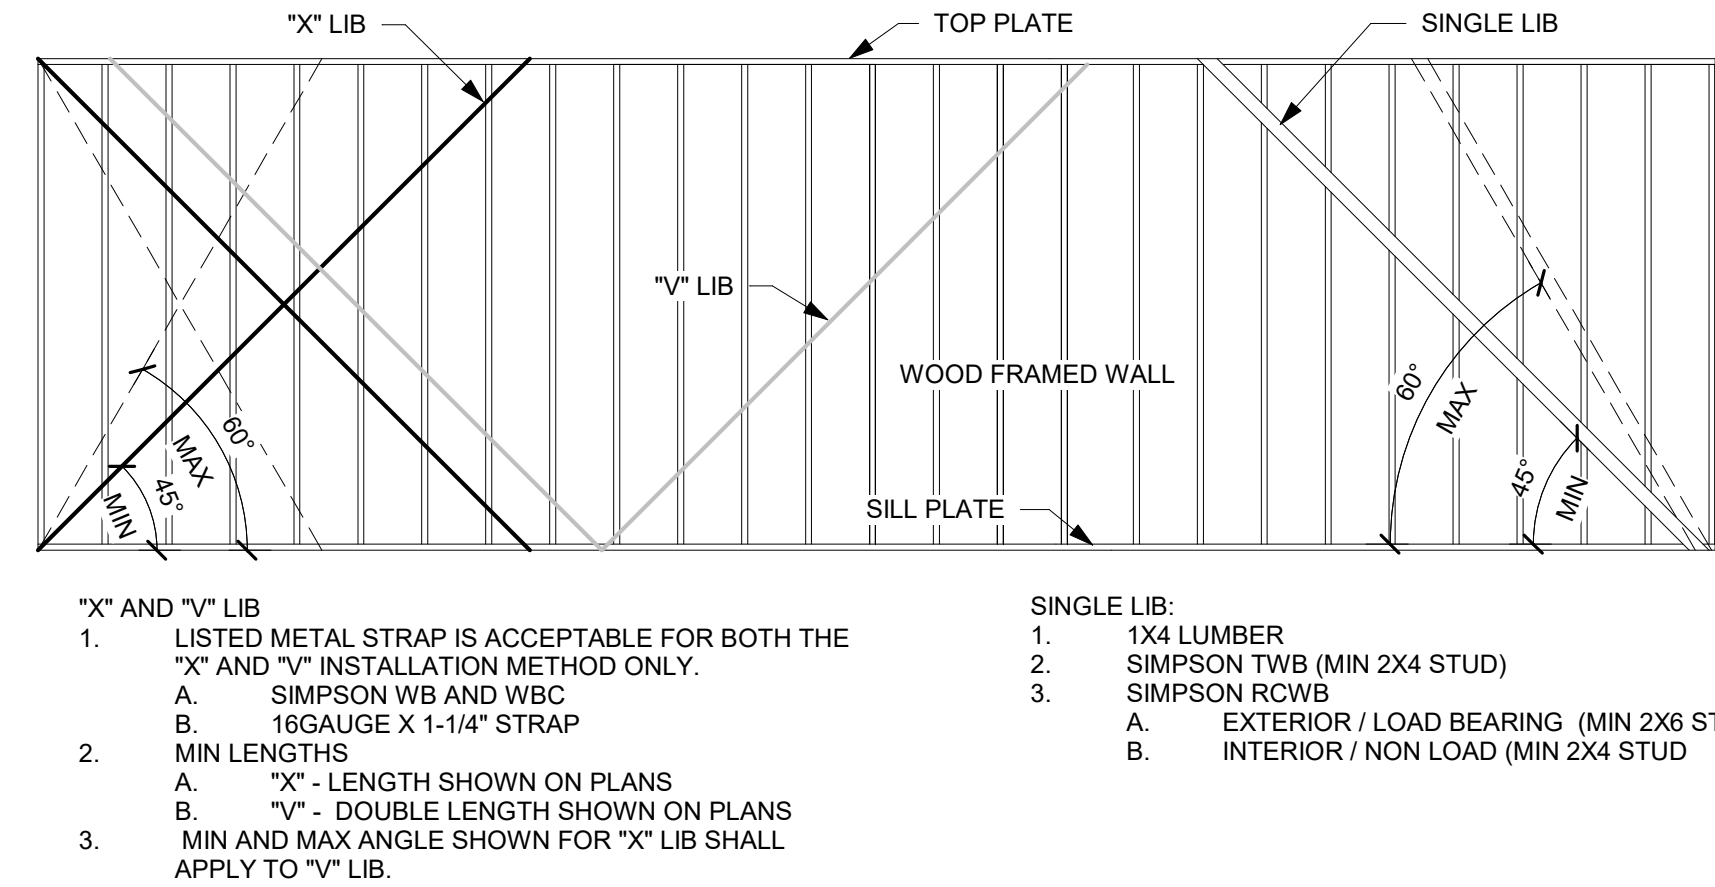 "X" LIB
TOP PLATE
SINGLE LIB
"V" LIB
WOOD FRAMED WALL
60°
MAX
45°
MIN
60°
MAX
45°
MIN
SILL PLATE
"X" AND "V" LIB
1. LISTED METAL STRAP IS ACCEPTABLE FOR BOTH THE
"X" AND "V" INSTALLATION METHOD ONLY.
A. SIMPSON WB AND WBC
B. 16GAUGE X 1-1/4" STRAP
2. MIN LENGTHS
A. "X" - LENGTH SHOWN ON PLANS
B. "V" - DOUBLE LENGTH SHOWN ON PLANS
3. MIN AND MAX ANGLE SHOWN FOR "X" LIB SHALL
APPLY TO "V" LIB.
SINGLE LIB:
1. 1X4 LUMBER
2. SIMPSON TWB (MIN 2X4 STUD)
3. SIMPSON RCWB
A. EXTERIOR / LOAD BEARING (MIN 2X6
B. INTERIOR / NON LOAD (MIN 2X4 STUD